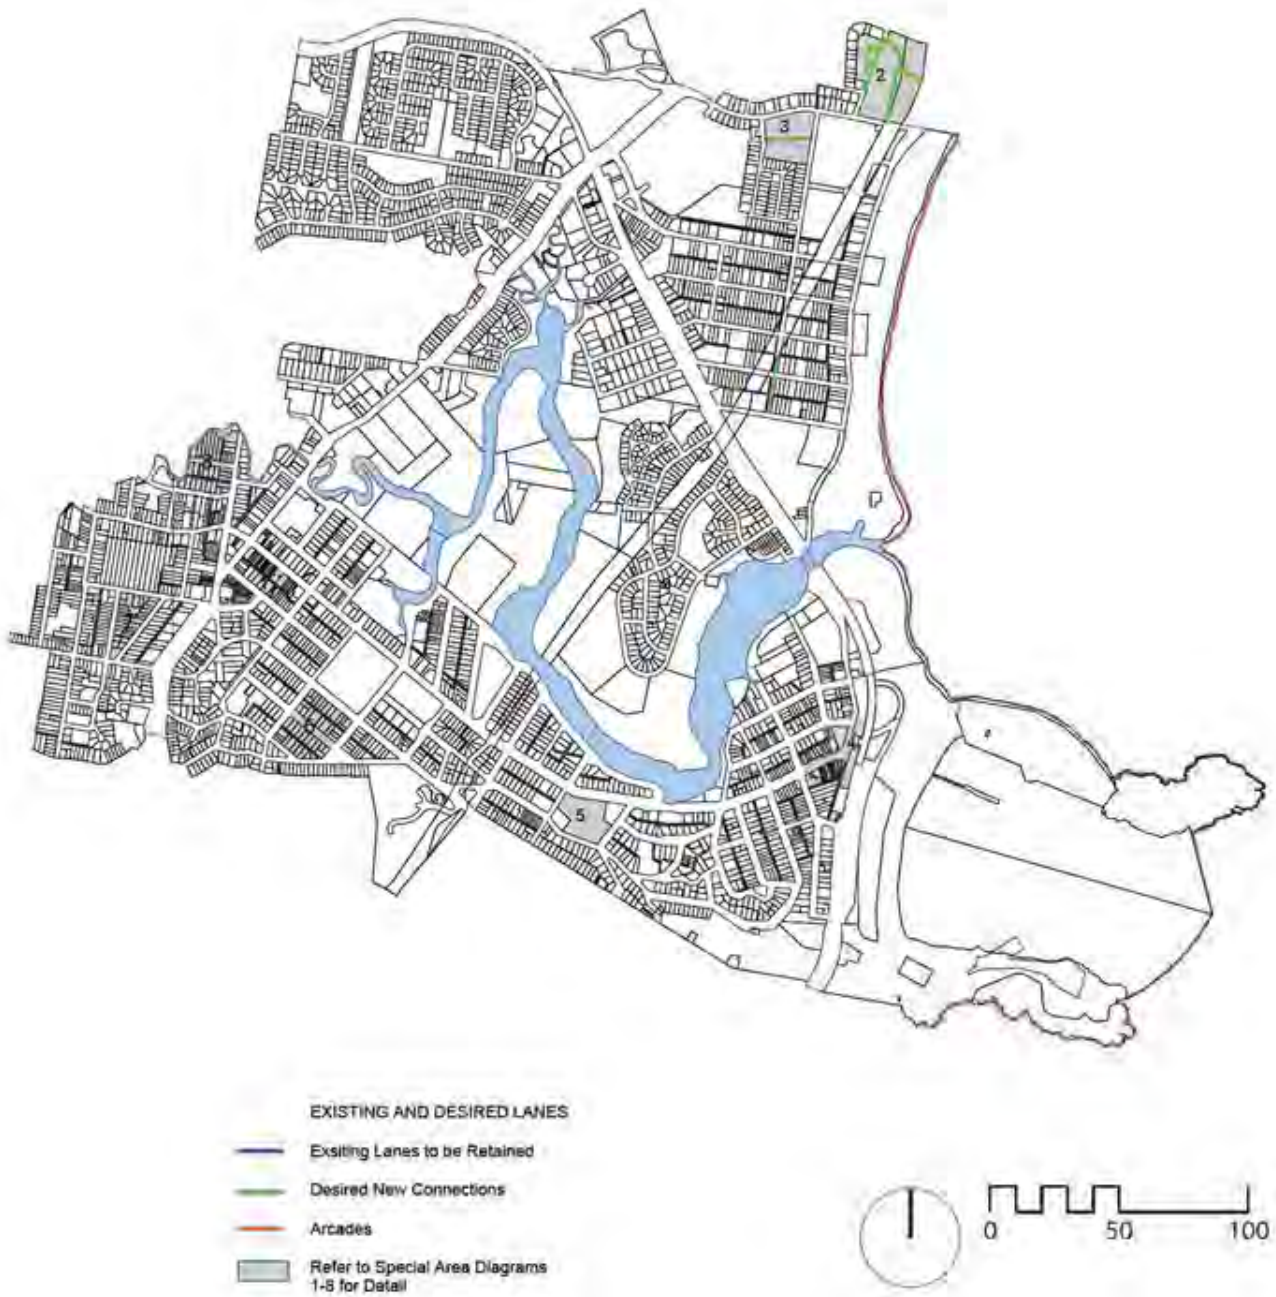 2
3
5
EXISTING AND DESIRED LANES
Exsiting Lanes to be Retained
Desired New Connections
Arcades
Refer to Special Area Diagrams
1-8 for Detail
0 50 100